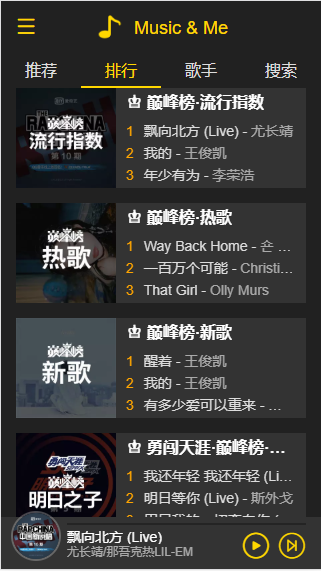 Music & Me
推荐
排行
歌手
搜索
巅峰榜
流行指数
第10期
巅峰榜·流行指数
1 飘向北方 (Live) - 尤长靖
2 我的 - 王俊凯
3 年少有为 - 李荣浩
巅峰榜
热歌
巅峰榜·热歌
1 Way Back Home - 숀 ...
2 一百万个可能 - Christi...
3 That Girl - Olly Murs
巅峰榜
新歌
巅峰榜·新歌
1 醒着 - 王俊凯
2 我的 - 王俊凯
3 有多少爱可以重来 - ...
勇闯天涯
明日之子
勇闯天涯·巅峰榜·...
1 我还年轻 我还年轻 (Li...
2 明日等你 (Live) - 斯外戈
飘向北方 (Live)
尤长靖/那吾克热LIL-EM